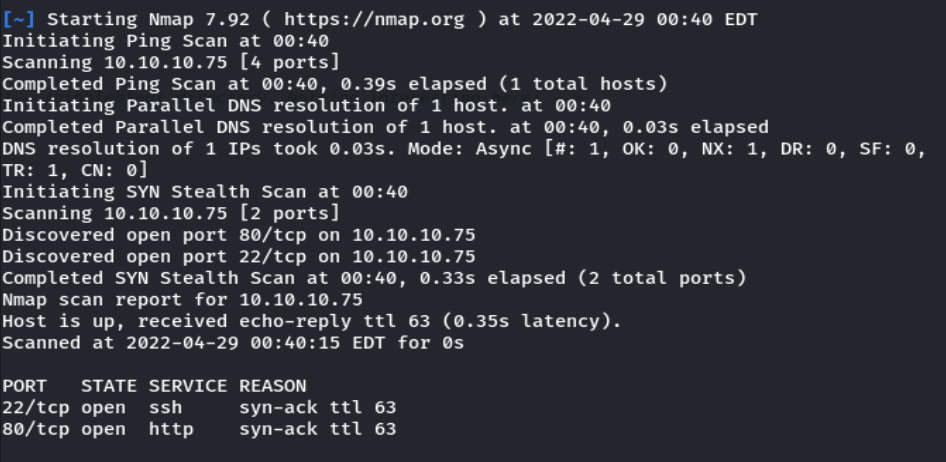 [~] Starting Nmap 7.92 ( https://nmap.org ) at 2022-04-29 00:40 EDT
Initiating Ping Scan at 00:40
Scanning 10.10.10.75 [4 ports]
Completed Ping Scan at 00:40, 0.39s elapsed (1 total hosts)
Initiating Parallel DNS resolution of 1 host. at 00:40
Completed Parallel DNS resolution of 1 host. at 00:40, 0.03s elapsed
DNS resolution of 1 IPs took 0.03s. Mode: Async [#: 1, OK: 0, NX: 1, DR: 0, SF: 0,
TR: 1, CN: 0]
Initiating SYN Stealth Scan at 00:40
Scanning 10.10.10.75 [2 ports]
Discovered open port 80/tcp on 10.10.10.75
Discovered open port 22/tcp on 10.10.10.75
Completed SYN Stealth Scan at 00:40, 0.33s elapsed (2 total ports)
Nmap scan report for 10.10.10.75
Host is up, received echo-reply ttl 63 (0.35s latency).
Scanned at 2022-04-29 00:40:15 EDT for 0s

PORT   STATE SERVICE REASON
22/tcp open  ssh     syn-ack ttl 63
80/tcp open  http    syn-ack ttl 63